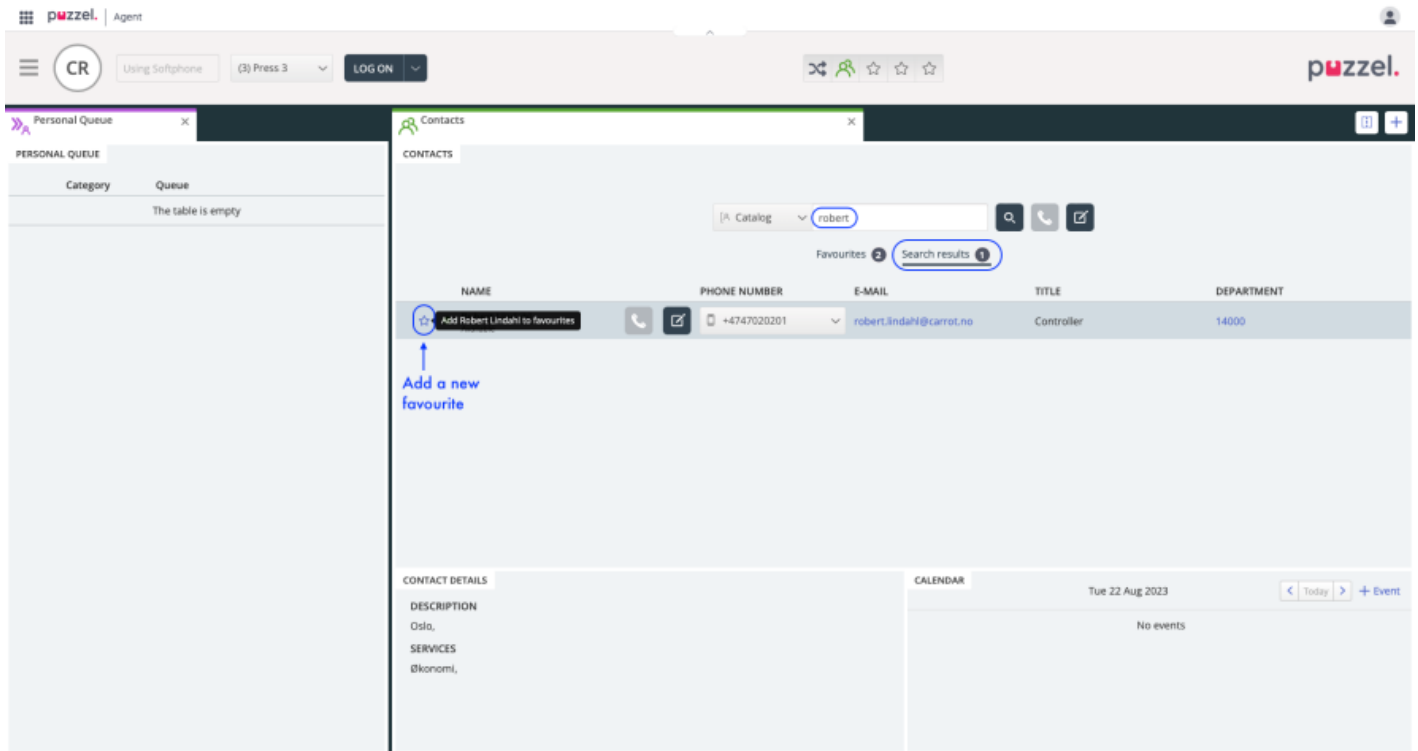 puzzel. Agent
CR Using Softphone (3) Press 3 LOG ON puzzel.
Personal Queue
Contacts
PERSONAL QUEUE
CONTACTS
Category Queue
The table is empty
Catalog robert
Favourites 2 Search results 1
NAME PHONE NUMBER E-MAIL TITLE DEPARTMENT
Add Robert Lindahl to favourites +4747020201 robert.lindahl@carrot.no Controller 14000
Add a new
favourite
CONTACT DETAILS
DESCRIPTION
Oslo,
SERVICES
Økonomi,
CALENDAR
Tue 22 Aug 2023 Today + Event
No events